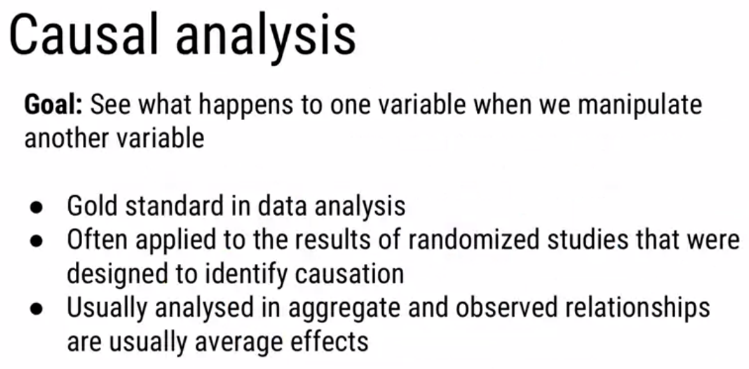 Causal analysis
Goal: See what happens to one variable when we manipulate
another variable
● Gold standard in data analysis
● Often applied to the results of randomized studies that were
designed to identify causation
● Usually analysed in aggregate and observed relationships
are usually average effects